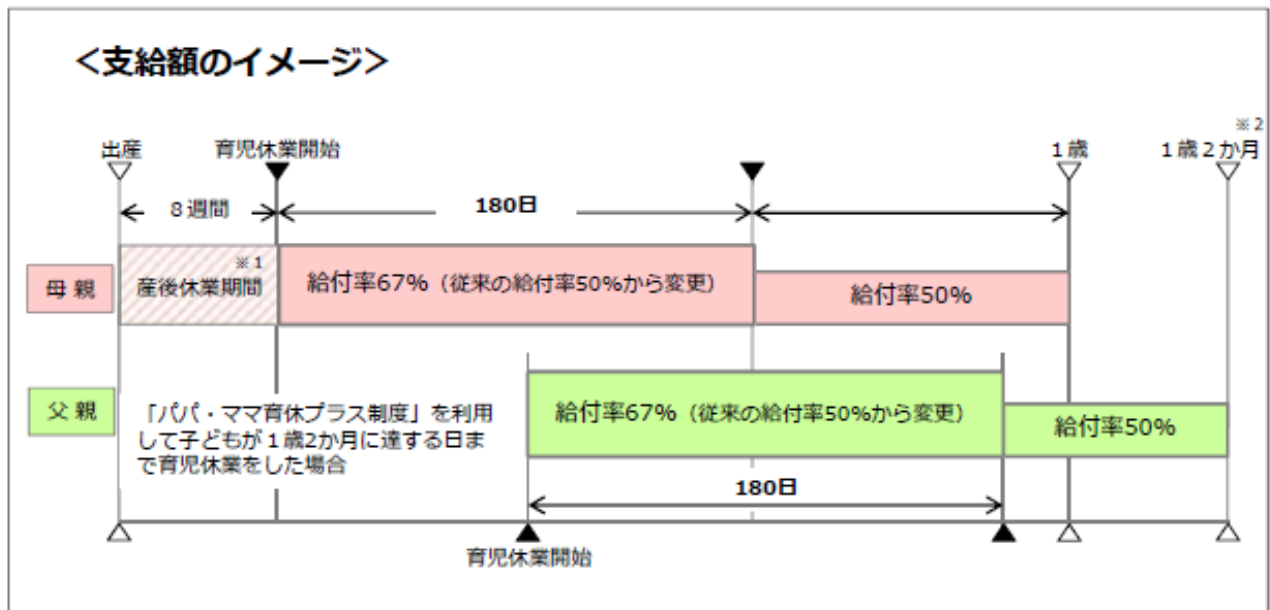 ＜支給額のイメージ＞
※2
出産 育児休業開始 1歳 1歳2か月
8週間 180日
※1
母親 産後休業期間 給付率67%（従来の給付率50%から変更） 給付率50%
父親 「パパ・ママ育休プラス制度」を利用
して子どもが1歳2か月に達する日ま
で育児休業をした場合
給付率67%（従来の給付率50%から変更） 給付率50%
180日
育児休業開始